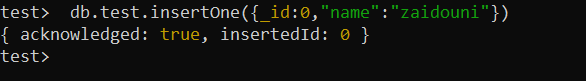 test>  db.test.insertOne({_id:0,"name":"zaidouni"})
{ acknowledged: true, insertedId: 0 }
test>